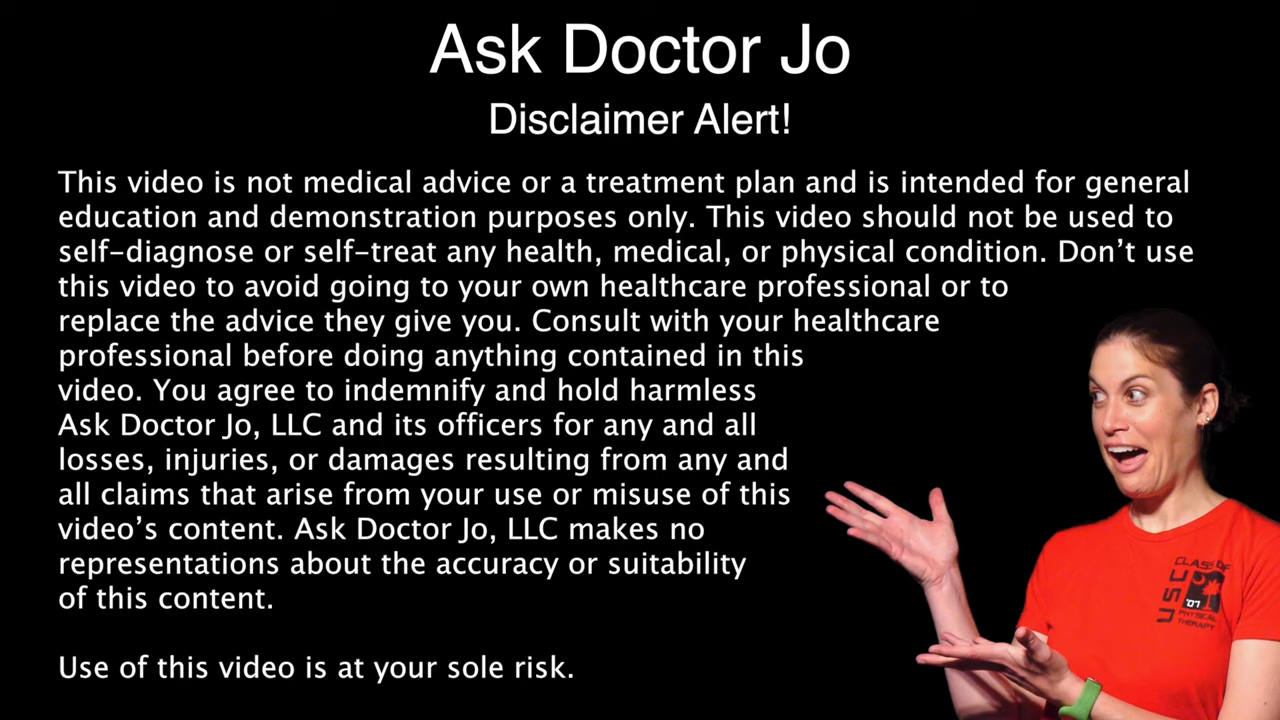 Ask Doctor Jo
Disclaimer Alert!
This video is not medical advice or a treatment plan and is intended for general
education and demonstration purposes only. This video should not be used to
self-diagnose or self-treat any health, medical, or physical condition. Don’t use
this video to avoid going to your own healthcare professional or to
replace the advice they give you. Consult with your healthcare
professional before doing anything contained in this
video. You agree to indemnify and hold harmless
Ask Doctor Jo, LLC and its officers for any and all
losses, injuries, or damages resulting from any and
all claims that arise from your use or misuse of this
video’s content. Ask Doctor Jo, LLC makes no
representations about the accuracy or suitability
of this content.
Use of this video is at your sole risk.
CLASS OF
USC
'07
PHYSICAL
THERAPY